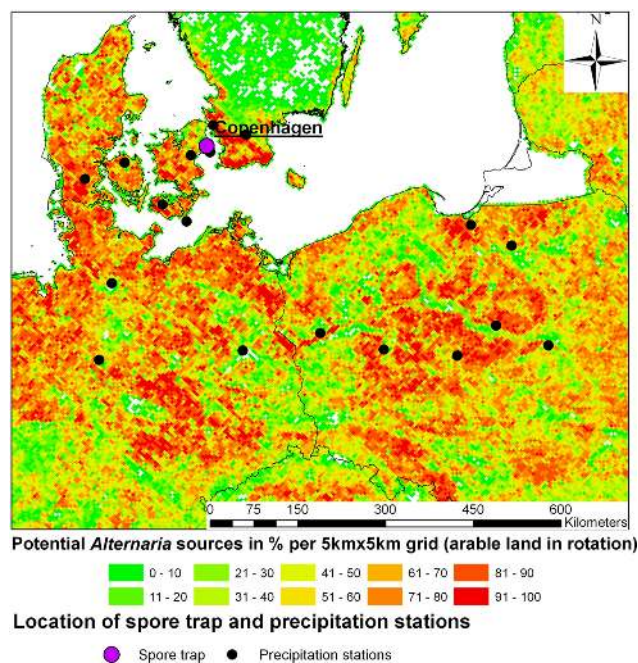 N
Copenhagen
0 75 150 300 450 600
Kilometers
Potential Alternaria sources in % per 5kmx5km grid (arable land in rotation)
0 - 10 21 - 30 41 - 50 61 - 70 81 - 90
11 - 20 31 - 40 51 - 60 71 - 80 91 - 100
Location of spore trap and precipitation stations
Spore trap Precipitation stations